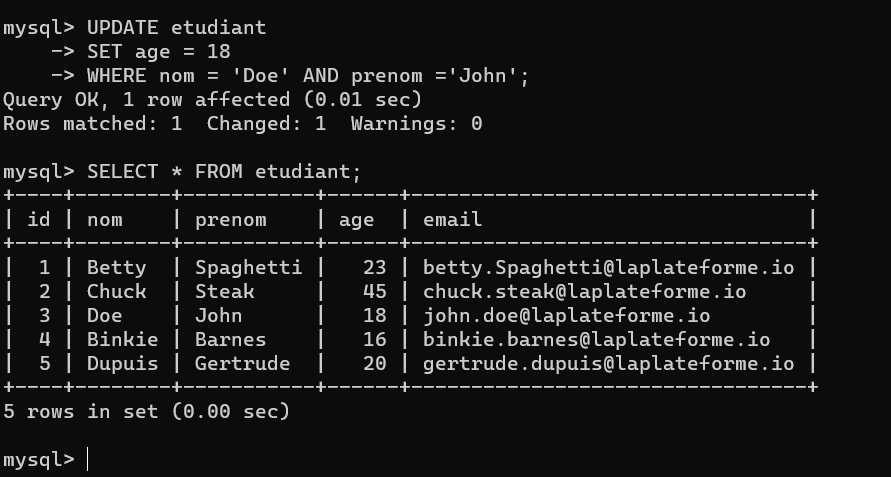 mysql> UPDATE etudiant
    -> SET age = 18
    -> WHERE nom = 'Doe' AND prenom ='John';
Query OK, 1 row affected (0.01 sec)
Rows matched: 1  Changed: 1  Warnings: 0

mysql> SELECT * FROM etudiant;
+----+--------+-----------+------+---------------------------------+
| id | nom    | prenom    | age  | email                           |
+----+--------+-----------+------+---------------------------------+
|  1 | Betty  | Spaghetti |   23 | betty.Spaghetti@laplateforme.io |
|  2 | Chuck  | Steak     |   45 | chuck.steak@laplateforme.io     |
|  3 | Doe    | John      |   18 | john.doe@laplateforme.io        |
|  4 | Binkie | Barnes    |   16 | binkie.barnes@laplateforme.io   |
|  5 | Dupuis | Gertrude  |   20 | gertrude.dupuis@laplateforme.io |
+----+--------+-----------+------+---------------------------------+
5 rows in set (0.00 sec)

mysql>